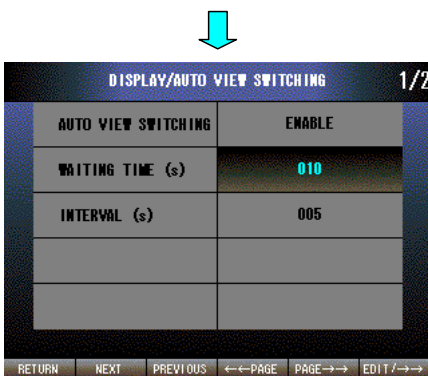 DISPLAY/AUTO VIEW SWITCHING 1/2
AUTO VIEW SWITCHING ENABLE
WAITING TIME (s) 010
INTERVAL (s) 005
RETURN NEXT PREVIOUS ←←PAGE PAGE→→ EDIT/→→